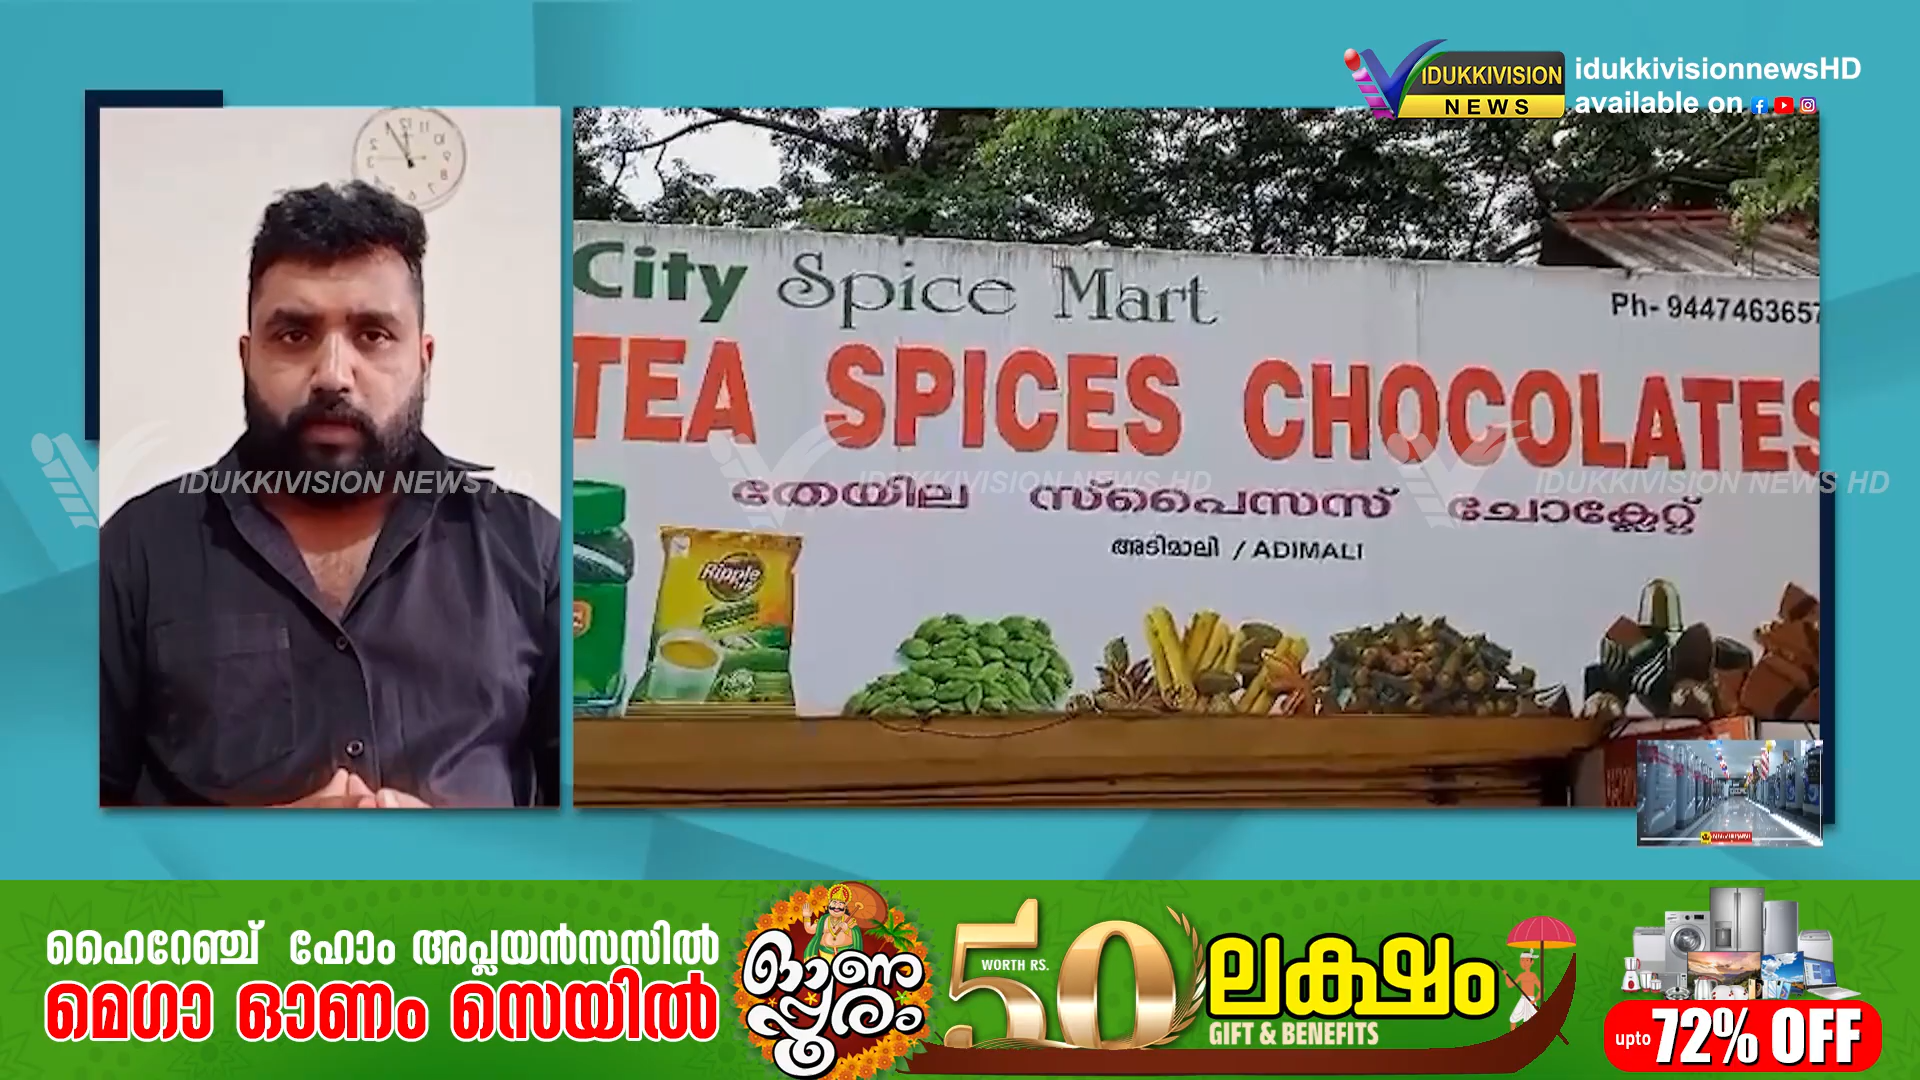 IDUKKIVISION
NEWS
idukkivisionnewsHD
available on
City Spice Mart
Ph- 9447463657
TEA SPICES CHOCOLATES
തേയില സ്പൈസസ് ചോക്ലേറ്റ്
അടിമാലി / ADIMALI
Ripple
IDUKKIVISION NEWS HD
IDUKKIVISION NEWS HD
IDUKKIVISION NEWS HD
ഹൈറേഞ്ച് ഹോം അപ്ലയൻസസിൽ
മെഗാ ഓണം സെയിൽ
ഓണ
പ്പൂരം
WORTH RS.
50 ലക്ഷം
GIFT & BENEFITS
upto 72% OFF